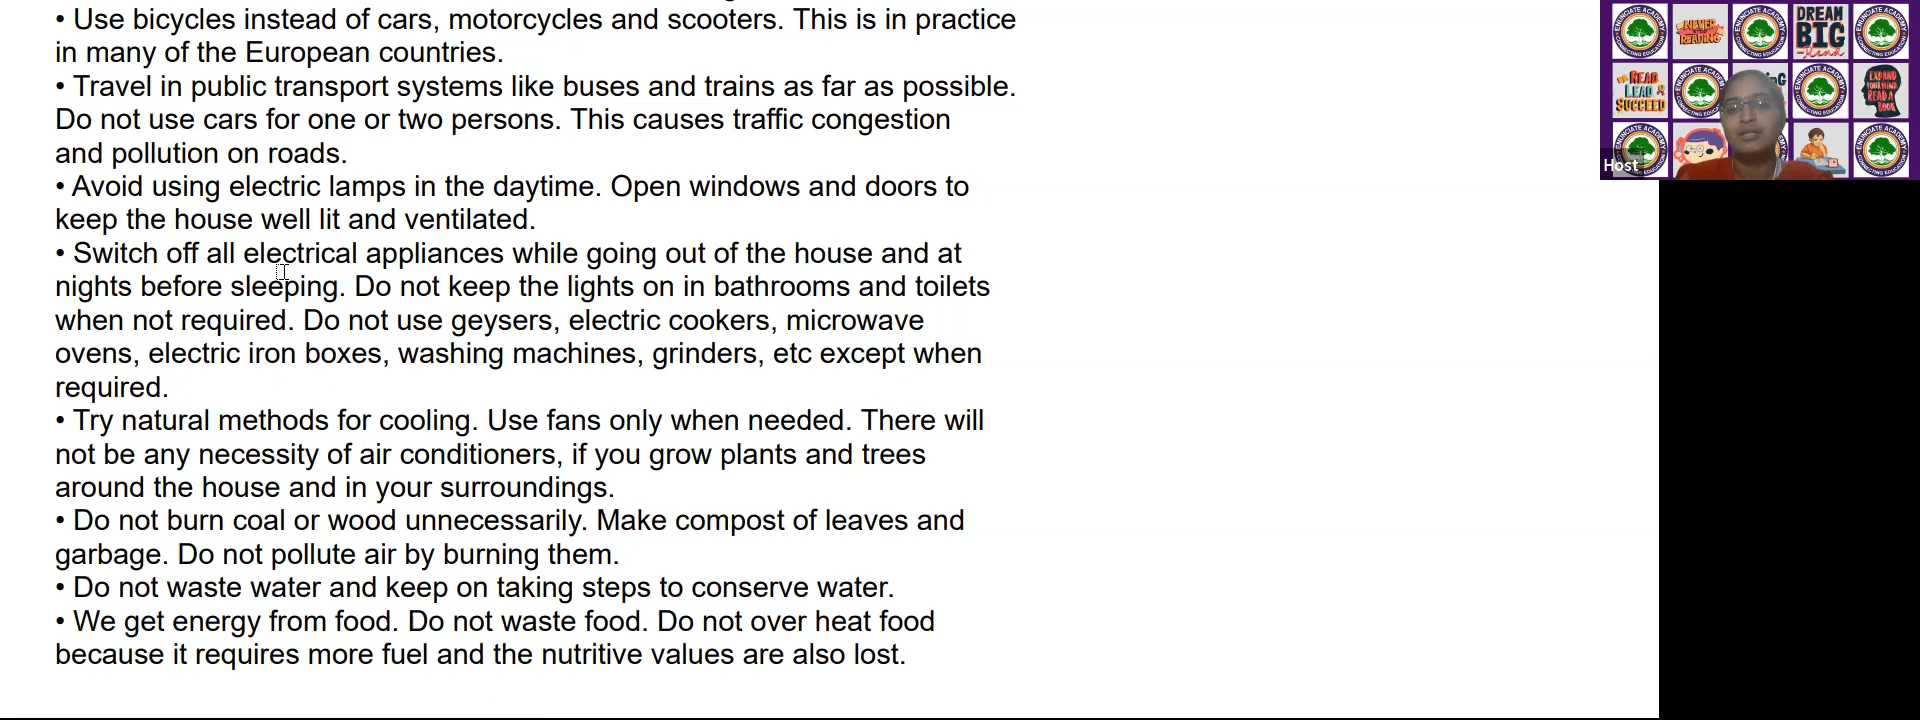 • Use bicycles instead of cars, motorcycles and scooters. This is in practice
in many of the European countries.
• Travel in public transport systems like buses and trains as far as possible.
Do not use cars for one or two persons. This causes traffic congestion
and pollution on roads.
• Avoid using electric lamps in the daytime. Open windows and doors to
keep the house well lit and ventilated.
• Switch off all electrical appliances while going out of the house and at
nights before sleeping. Do not keep the lights on in bathrooms and toilets
when not required. Do not use geysers, electric cookers, microwave
ovens, electric iron boxes, washing machines, grinders, etc except when
required.
• Try natural methods for cooling. Use fans only when needed. There will
not be any necessity of air conditioners, if you grow plants and trees
around the house and in your surroundings.
• Do not burn coal or wood unnecessarily. Make compost of leaves and
garbage. Do not pollute air by burning them.
• Do not waste water and keep on taking steps to conserve water.
• We get energy from food. Do not waste food. Do not over heat food
because it requires more fuel and the nutritive values are also lost.
ENUNCIATE ACADEMY
CONNECTING EDUCATION
NEVER
READING
DREAM
BIG
READ
LEAD &
SUCCEED
EXPAND
YOUR MIND
READ A
BOOK
Host